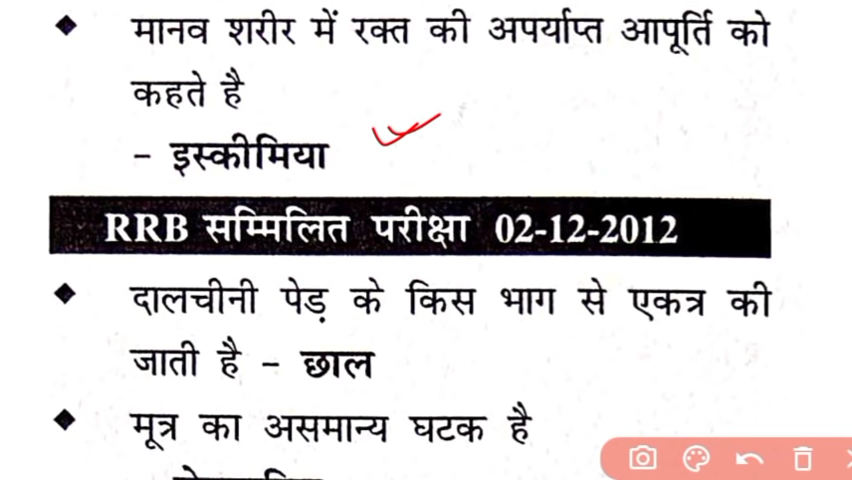 ◆ मानव शरीर में रक्त की अपर्याप्त आपूर्ति को
कहते है
- इस्कीमिया
RRB सम्मिलित परीक्षा 02-12-2012
◆ दालचीनी पेड़ के किस भाग से एकत्र की
जाती है - छाल
◆ मूत्र का असमान्य घटक है